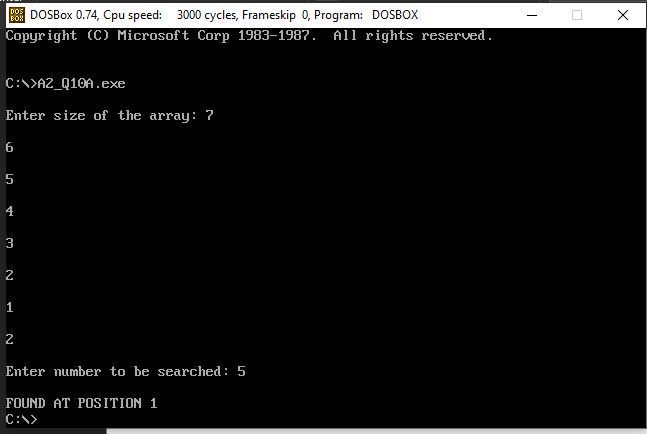 DOS
BOX
DOSBox 0.74, Cpu speed: 3000 cycles, Frameskip 0, Program: DOSBOX
Copyright (C) Microsoft Corp 1983-1987. All rights reserved.
C:\>A2_Q10A.exe
Enter size of the array: 7
6
5
4
3
2
1
2
Enter number to be searched: 5
FOUND AT POSITION 1
C:\>